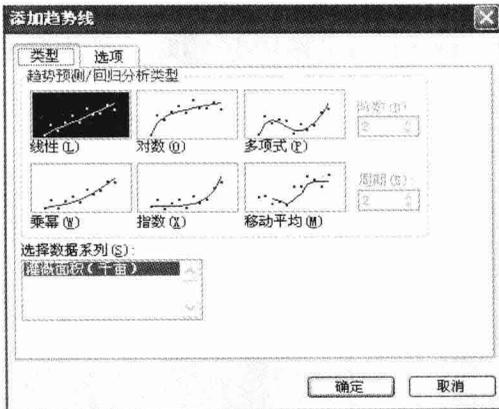 添加趋势线
类型 选项
趋势预测/回归分析类型
阶数(D)
2
线性(L) 对数(O) 多项式(P)
周期(E)
2
乘幂(W) 指数(X) 移动平均(M)
选择数据系列(S):
灌溉面积(千亩)
确定 取消